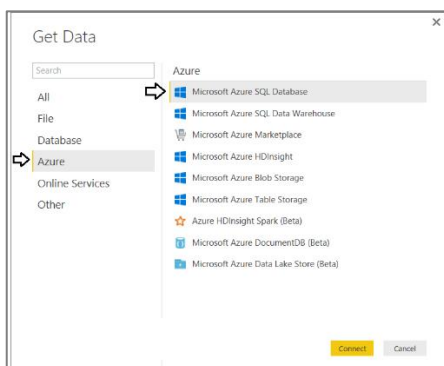 Get Data
Search
All
File
Database
Azure
Online Services
Other
Azure
Microsoft Azure SQL Database
Microsoft Azure SQL Data Warehouse
Microsoft Azure Marketplace
Microsoft Azure HDInsight
Microsoft Azure Blob Storage
Microsoft Azure Table Storage
Azure HDInsight Spark (Beta)
Microsoft Azure DocumentDB (Beta)
Microsoft Azure Data Lake Store (Beta)
Connect
Cancel